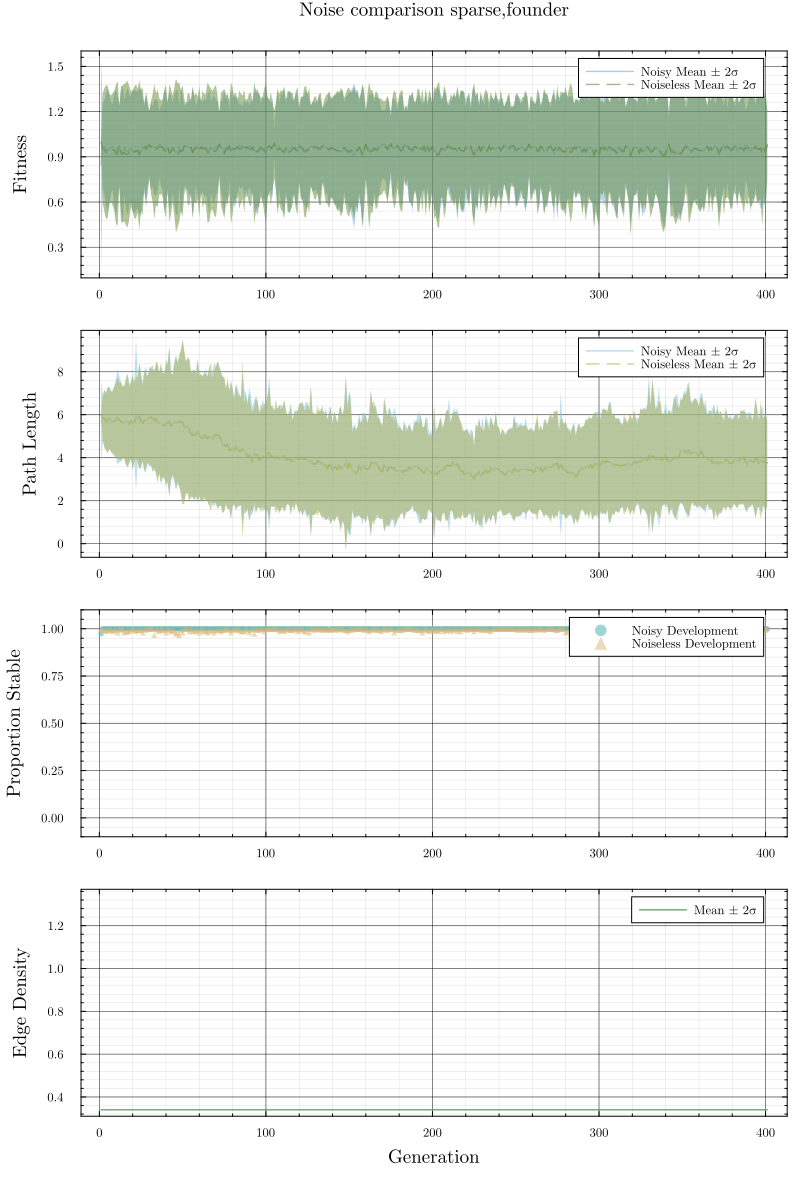 Noise comparison sparse,founder
Fitness
1.5
1.2
0.9
0.6
0.3
Noisy Mean ± 2σ
Noiseless Mean ± 2σ
0 100 200 300 400
Path Length
8
6
4
2
0
Noisy Mean ± 2σ
Noiseless Mean ± 2σ
0 100 200 300 400
Proportion Stable
1.00
0.75
0.50
0.25
0.00
Noisy Development
Noiseless Development
0 100 200 300 400
Edge Density
1.2
1.0
0.8
0.6
0.4
Mean ± 2σ
0 100 200 300 400
Generation